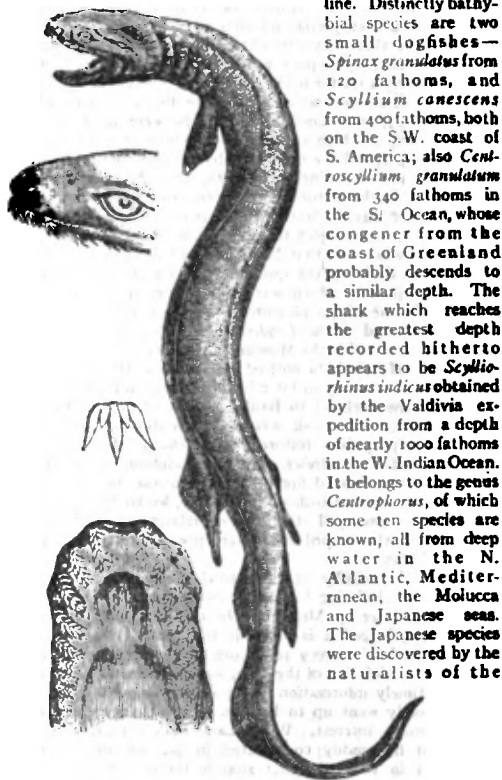 line. Distinctly bathy-
bial species are two
small dogfishes—
Spinax granulatus from
120 fathoms, and
Scyllium canescens
from 400 fathoms, both
on the S.W. coast of
S. America; also Cent-
roscyllium granulatum
from 340 fathoms in
the S. Ocean, whose
congener from the
coast of Greenland
probably descends to
a similar depth. The
shark which reaches
the greatest depth
recorded hitherto
appears to be Scyllio-
rhinus indicus obtained
by the Valdivia ex-
pedition from a depth
of nearly 1000 fathoms
in the W. Indian Ocean.
It belongs to the genus
Centrophorus, of which
some ten species are
known, all from deep
water in the N.
Atlantic, Mediter-
ranean, the Molucca
and Japanese seas.
The Japanese species
were discovered by the
naturalists of the